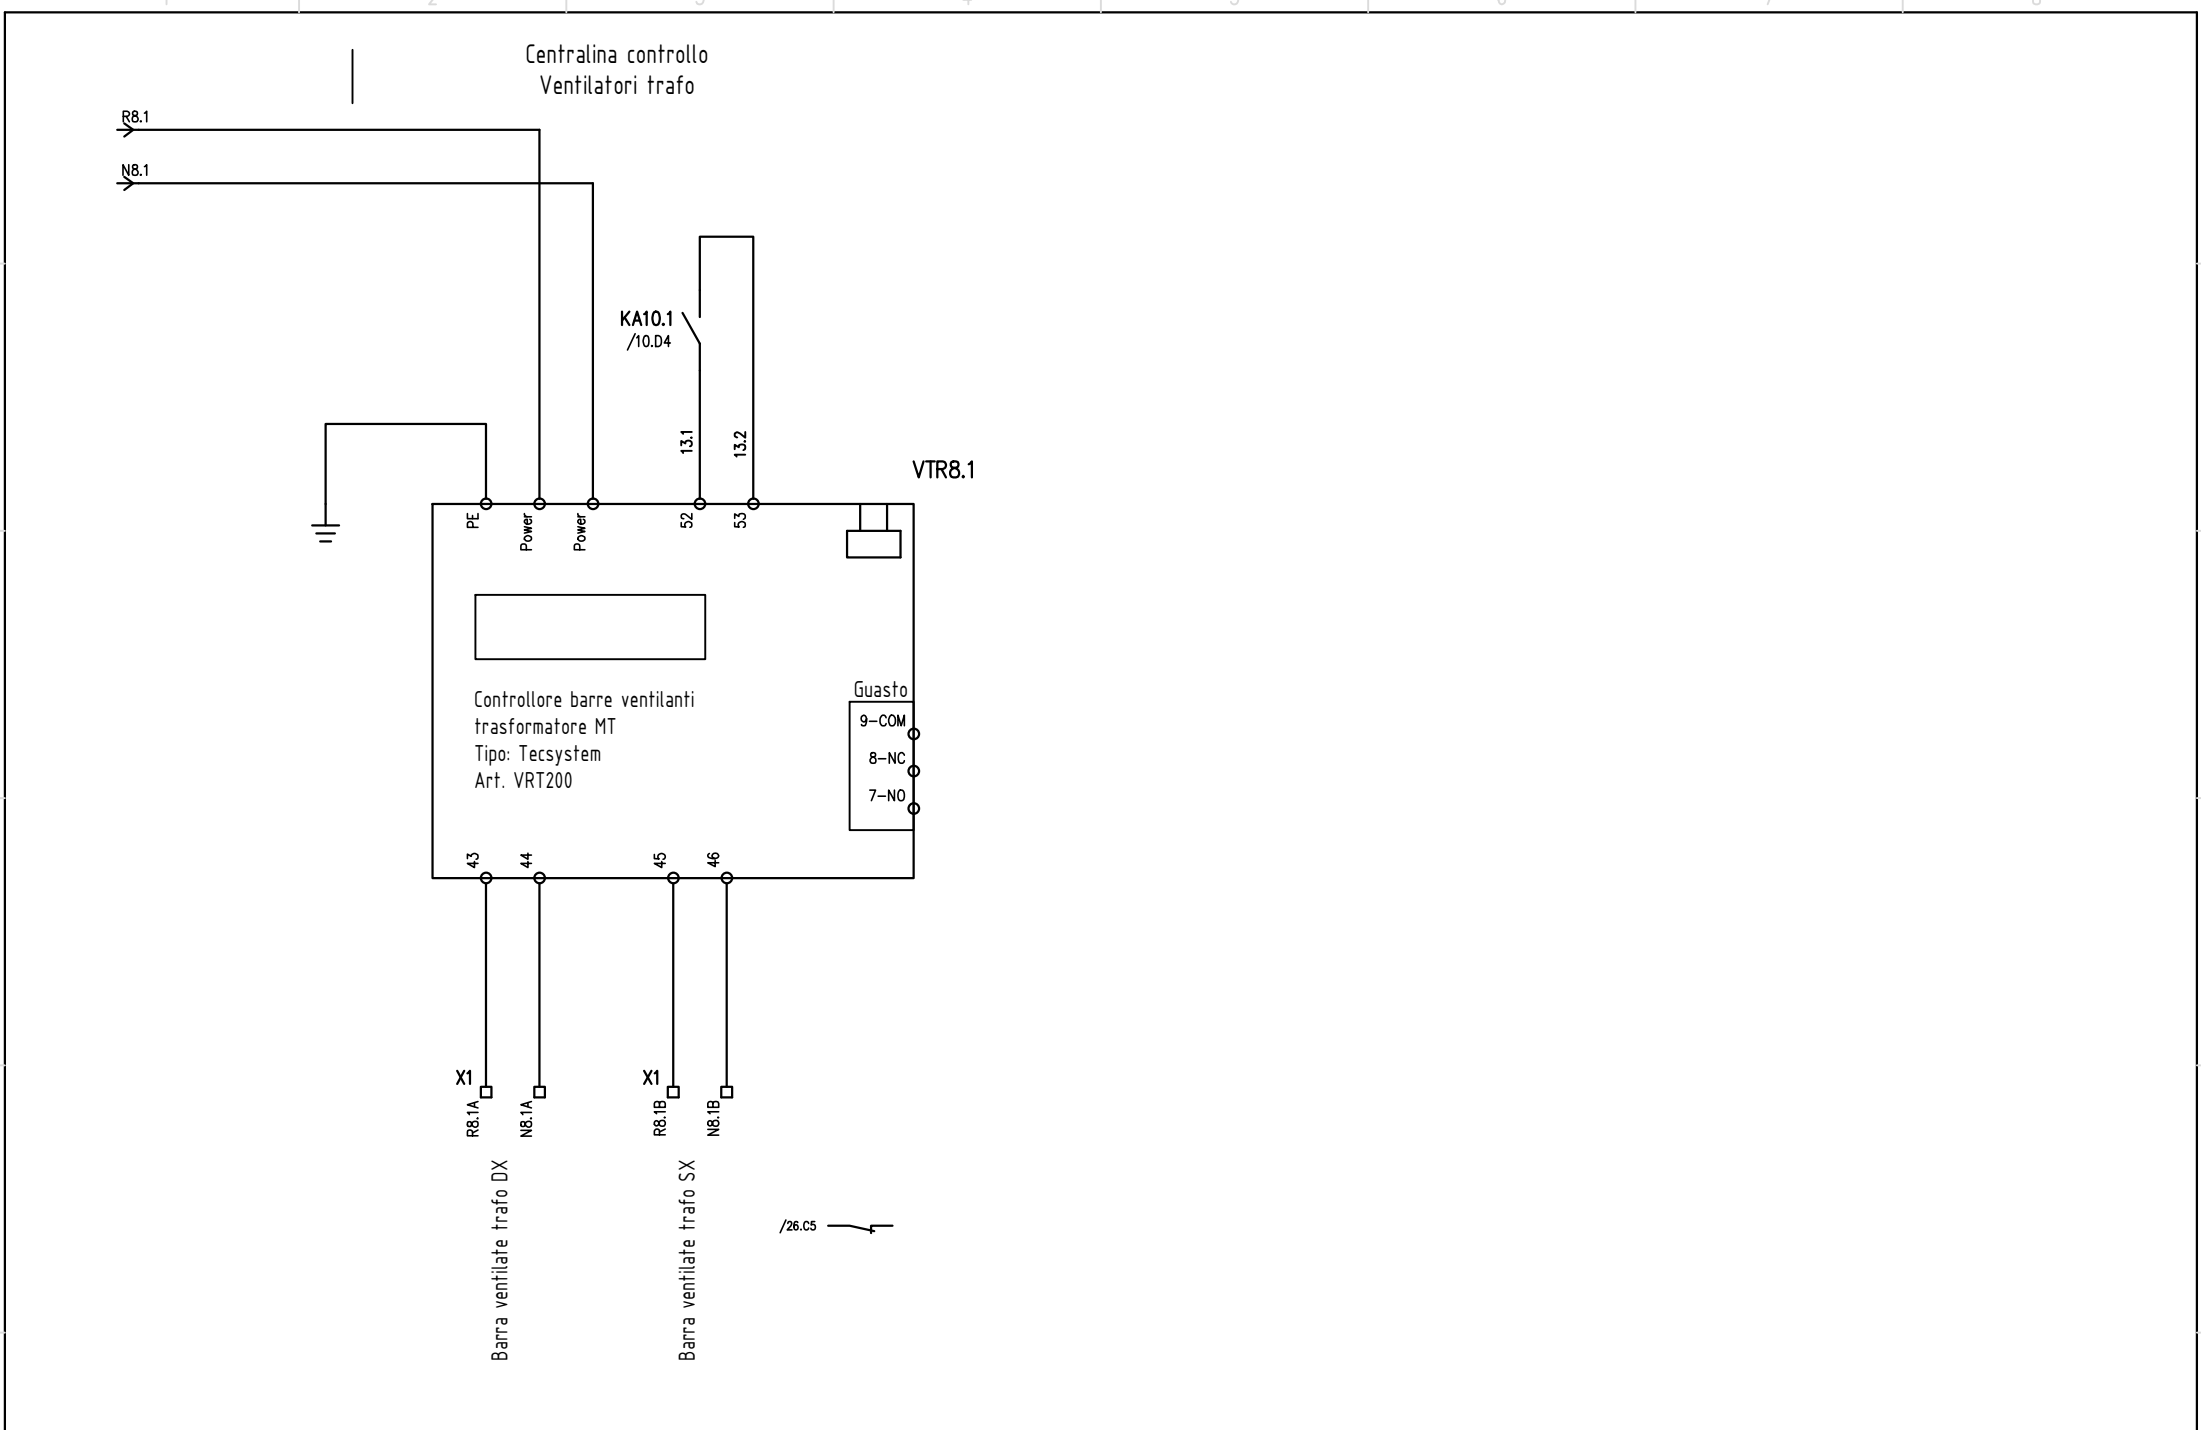 Centralina controllo
Ventilatori trafo
R8.1
N8.1
KA10.1
/10.D4
13.1
13.2
VTR8.1
PE
Power
Power
52
53
Controllore barre ventilanti
trasformatore MT
Tipo: Tecsystem
Art. VRT200
Guasto
9-COM
8-NC
7-NO
43
44
45
46
X1
X1
R8.1A
N8.1A
R8.1B
N8.1B
Barra ventilate trafo DX
Barra ventilate trafo SX
/26.C5